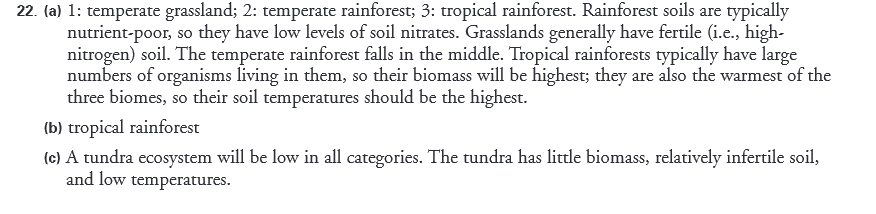 22. (a) 1: temperate grassland; 2: temperate rainforest; 3: tropical rainforest. Rainforest soils are typically
nutrient-poor, so they have low levels of soil nitrates. Grasslands generally have fertile (i.e., high-
nitrogen) soil. The temperate rainforest falls in the middle. Tropical rainforests typically have large
numbers of organisms living in them, so their biomass will be highest; they are also the warmest of the
three biomes, so their soil temperatures should be the highest.
(b) tropical rainforest
(c) A tundra ecosystem will be low in all categories. The tundra has little biomass, relatively infertile soil,
and low temperatures.